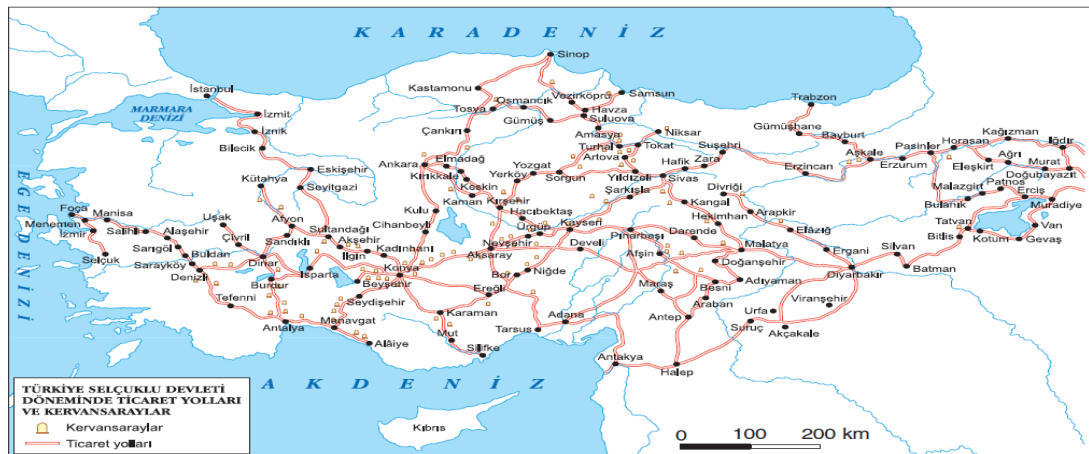 K A R A D E N İ Z
Sinop
Kastamonu
İstanbul
Tosya
Osmancık
Vezirköprü
Samsun
Havza
Suluova
Gümüş
Trabzon
MARMARA
DENİZİ
İzmit
İznik
Bilecik
Çankırı
Amasya
Niksar
Turhal
Tokat
Artova
Suşehri
Gümüşhane
Bayburt
Aşkale
Pasinler
Horasan
Kağızman
Iğdır
Eskişehir
Seyitgazi
Kütahya
Ankara
Elmadağ
Kırıkkale
Keskin
Kaman
Yozgat
Yerköy
Sorgun
Yıldızeli
Hafik
Zara
Sivas
Erzincan
Erzurum
Eleşkirt
Ağrı
Murat
Doğubayazıt
Patnos
Malazgirt
Bulanık
Erciş
Muradiye
EGE DENİZİ
Foça
Menemen
Manisa
İzmir
Salihli
Alaşehir
Selçuk
Sarıgöl
Buldan
Sarayköy
Denizli
Uşak
Çivril
Afyon
Sandıklı
Sultandağı
Akşehir
Ilgın
Kadınhanı
Cihanbeyli
Kulu
Kırşehir
Hacıbektaş
Ürgüp
Nevşehir
Aksaray
Kayseri
Şarkışla
Divriği
Kangal
Hekimhan
Arapkir
Elâzığ
Pınarbaşı
Darende
Malatya
Ergani
Tatvan
Bitlis
Kotum
Van
Gevaş
Silvan
Batman
Diyarbakır
Dinar
Isparta
Burdur
Tefenni
Konya
Beyşehir
Seydişehir
Bor
Niğde
Develi
Afşin
Doğanşehir
Adıyaman
Besni
Maraş
Araban
Antep
Urfa
Viranşehir
Suruç
Akçakale
Ereğli
Karaman
Adana
Tarsus
Mut
Silifke
Antalya
Manavgat
Alâiye
Antakya
Halep
A K D E N İ Z
Kıbrıs
TÜRKİYE SELÇUKLU DEVLETİ
DÖNEMİNDE TİCARET YOLLARI
VE KERVANSARAYLAR
Kervansaraylar
Ticaret yolları
0 100 200 km